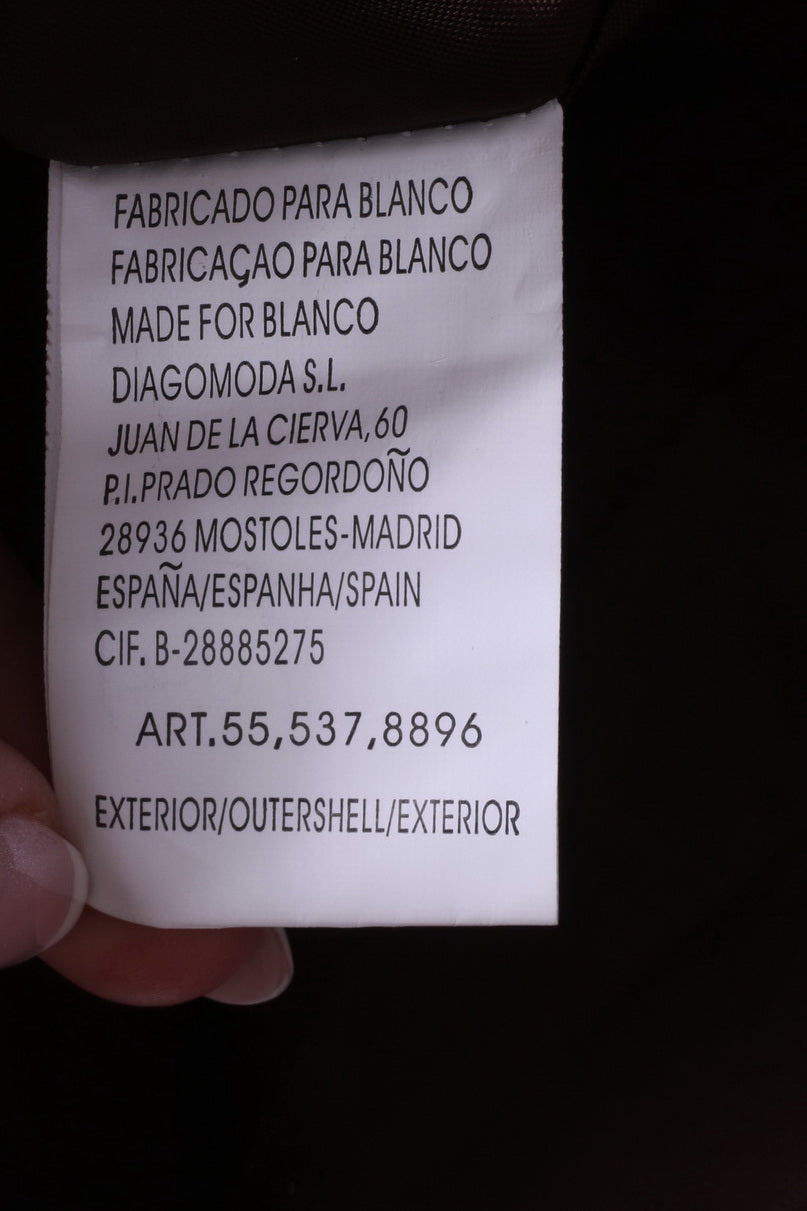 FABRICADO PARA BLANCO
FABRICAÇAO PARA BLANCO
MADE FOR BLANCO
DIAGOMODA S.L.
JUAN DE LA CIERVA,60
P.I.PRADO REGORDOÑO
28936 MOSTOLES-MADRID
ESPAÑA/ESPANHA/SPAIN
CIF. B-28885275
ART.55,537,8896
EXTERIOR/OUTERSHELL/EXTERIOR